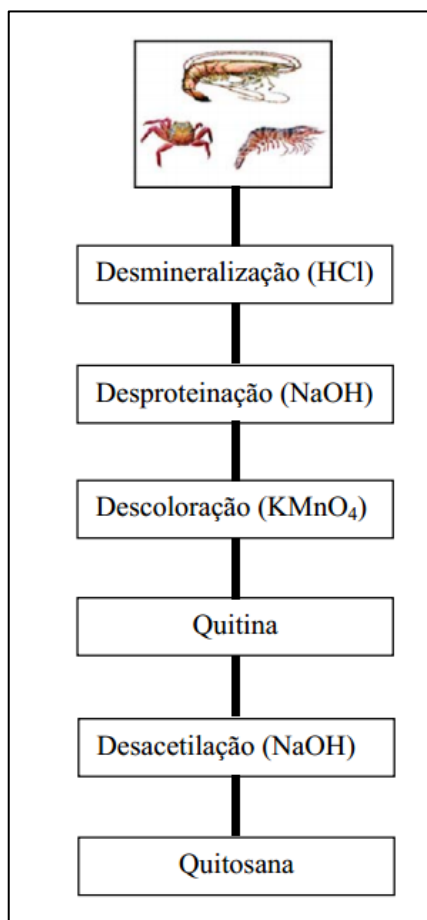 Desmineralização (HCl)
Desproteinação (NaOH)
Descoloração (KMnO₄)
Quitina
Desacetilação (NaOH)
Quitosana